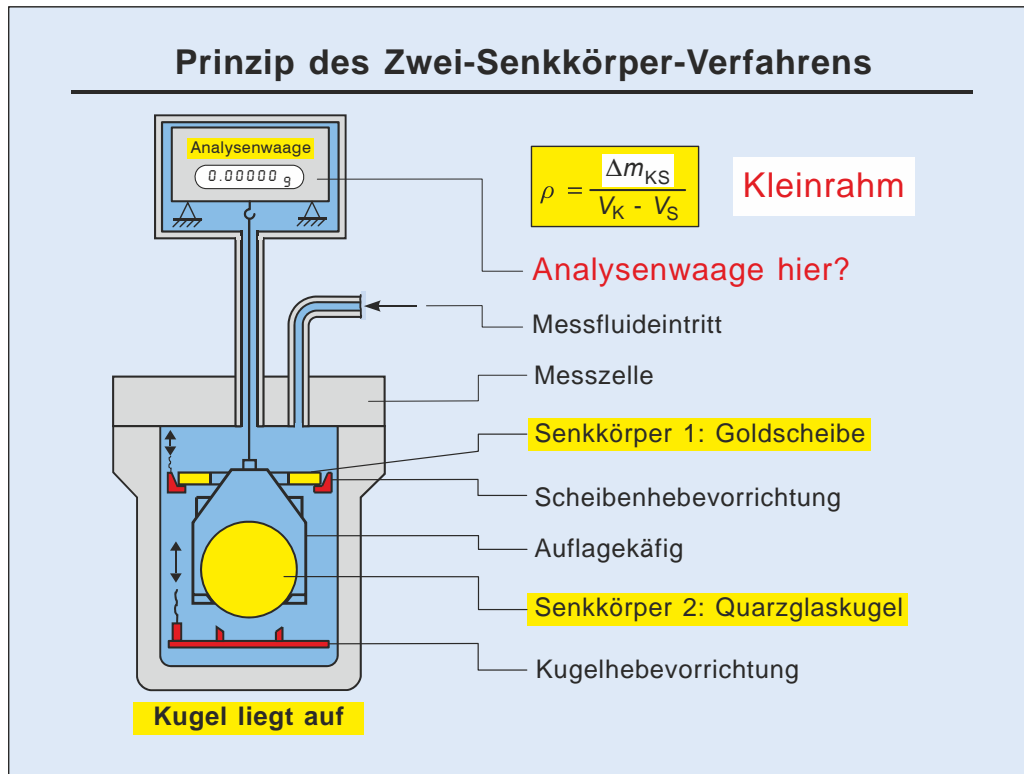 Prinzip des Zwei-Senkkörper-Verfahrens
Analysenwaage
0.00000 g
ρ = Δm_KS / (V_K - V_S)
Kleinrahm
Analysenwaage hier?
Messfluideintritt
Messzelle
Senkkörper 1: Goldscheibe
Scheibenhebevorrichtung
Auflagekäfig
Senkkörper 2: Quarzglaskugel
Kugelhebevorrichtung
Kugel liegt auf